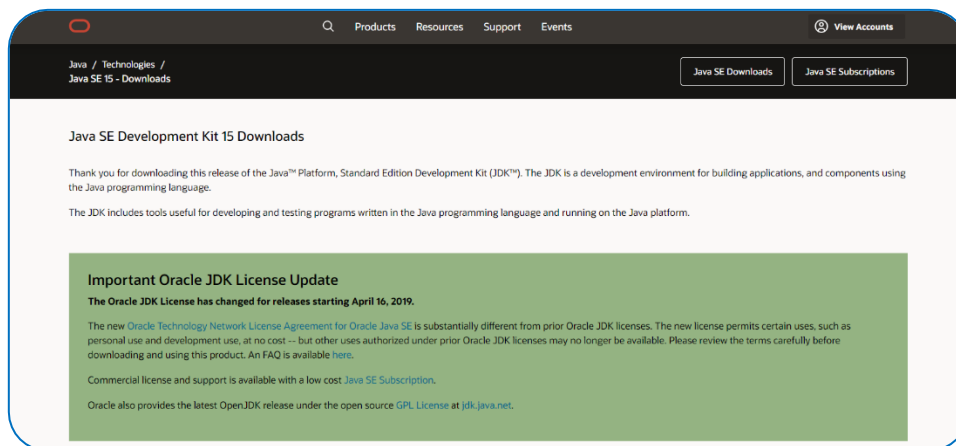 Products Resources Support Events View Accounts
Java / Technologies /
Java SE 15 - Downloads
Java SE Downloads Java SE Subscriptions
Java SE Development Kit 15 Downloads
Thank you for downloading this release of the Java™ Platform, Standard Edition Development Kit (JDK™). The JDK is a development environment for building applications, and components using
the Java programming language.
The JDK includes tools useful for developing and testing programs written in the Java programming language and running on the Java platform.
Important Oracle JDK License Update
The Oracle JDK License has changed for releases starting April 16, 2019.
The new Oracle Technology Network License Agreement for Oracle Java SE is substantially different from prior Oracle JDK licenses. The new license permits certain uses, such as
personal use and development use, at no cost -- but other uses authorized under prior Oracle JDK licenses may no longer be available. Please review the terms carefully before
downloading and using this product. An FAQ is available here.
Commercial license and support is available with a low cost Java SE Subscription.
Oracle also provides the latest OpenJDK release under the open source GPL License at jdk.java.net.